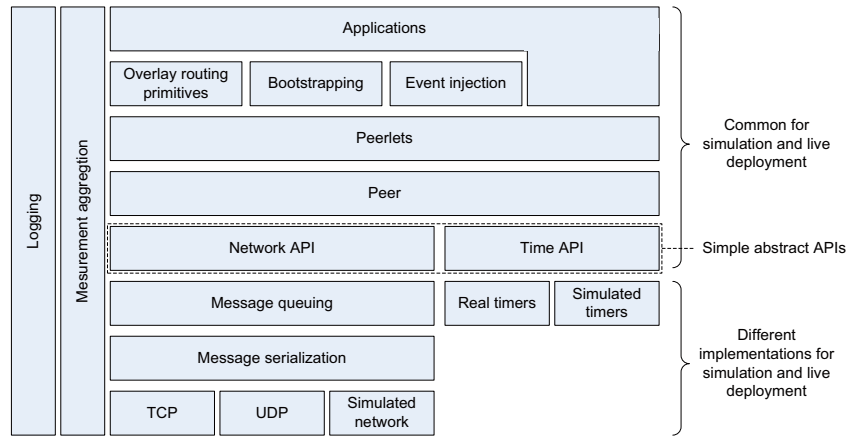 Logging
Mesurement aggregtion
Applications
Overlay routing
primitives
Bootstrapping
Event injection
Peerlets
Peer
Network API
Time API
Message queuing
Real timers
Simulated
timers
Message serialization
TCP
UDP
Simulated
network
Common for
simulation and live
deployment
Simple abstract APIs
Different
implementations for
simulation and live
deployment